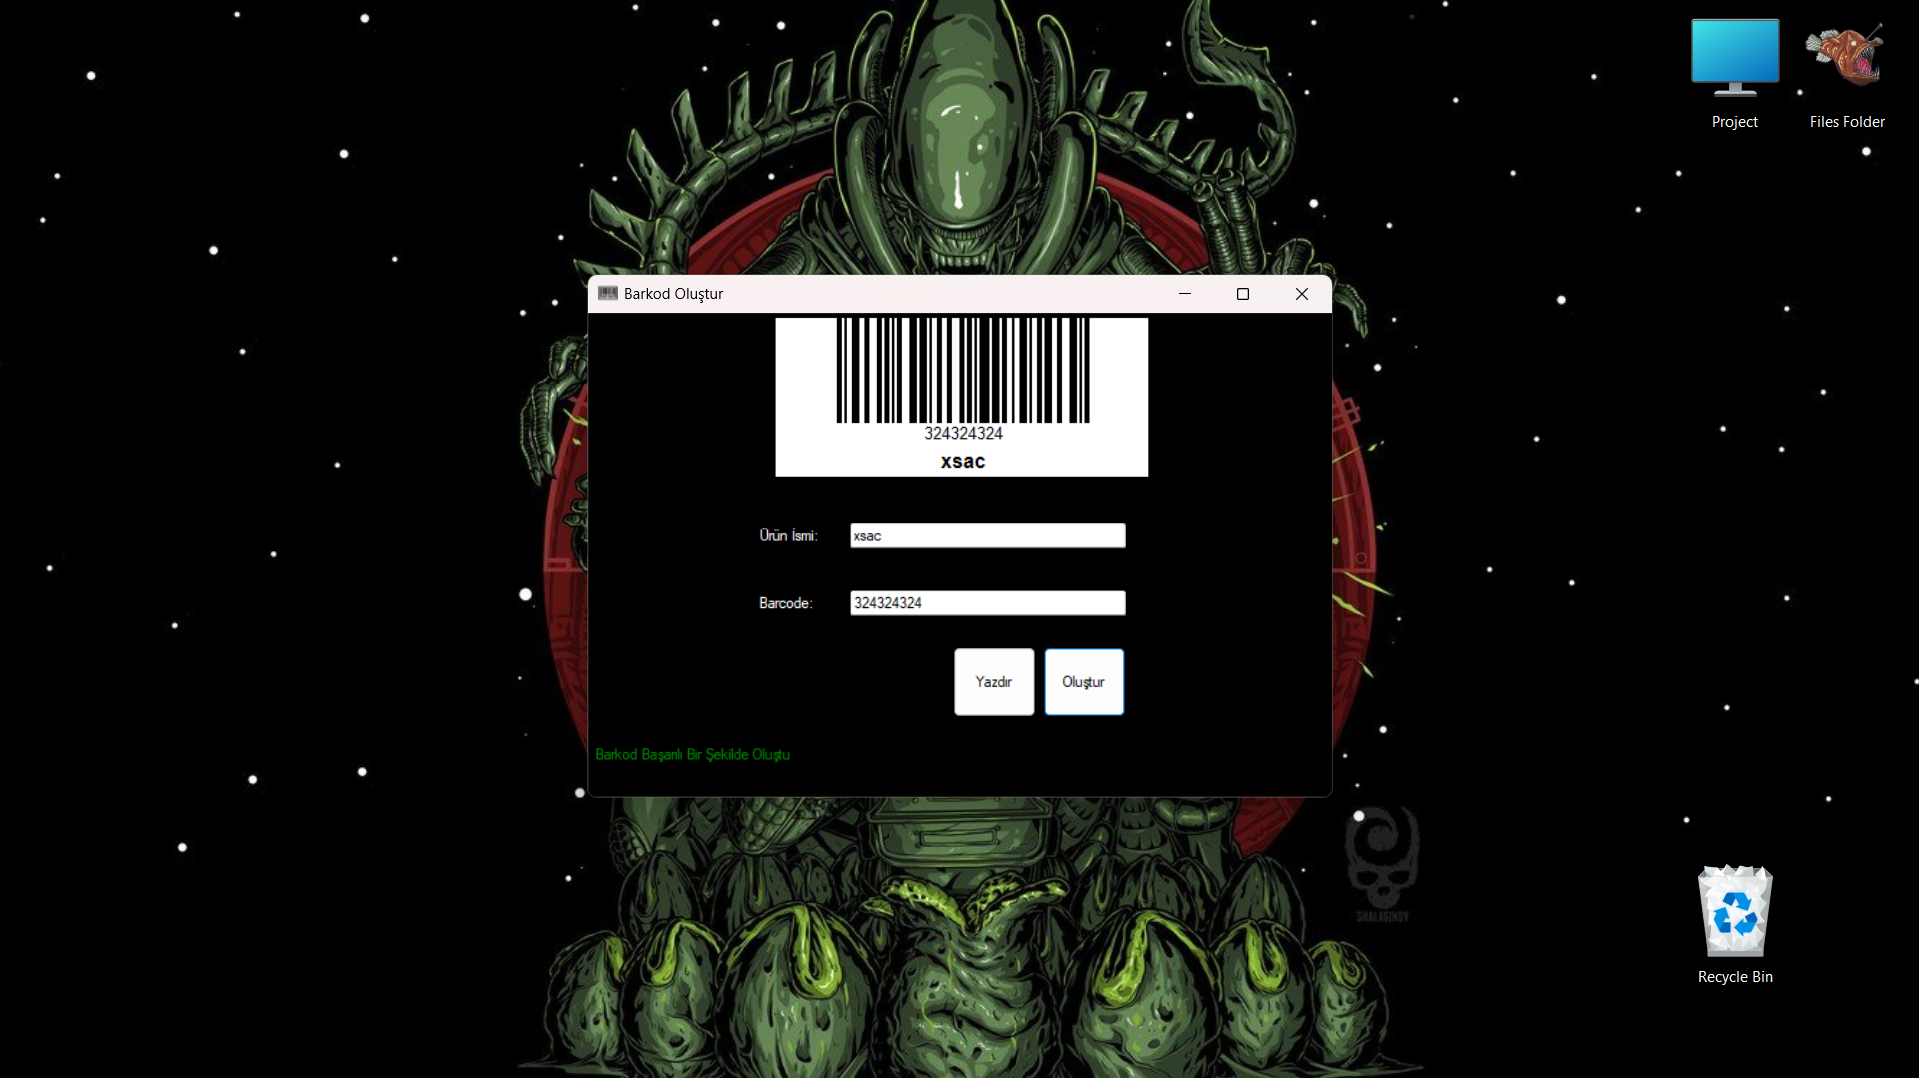 Project
Files Folder
Barkod Oluştur
324324324
xsac
Ürün İsmi:
xsac
Barcode:
324324324
Yazdır
Oluştur
Barkod Başarılı Bir Şekilde Oluştu
SHALAGINOV
Recycle Bin